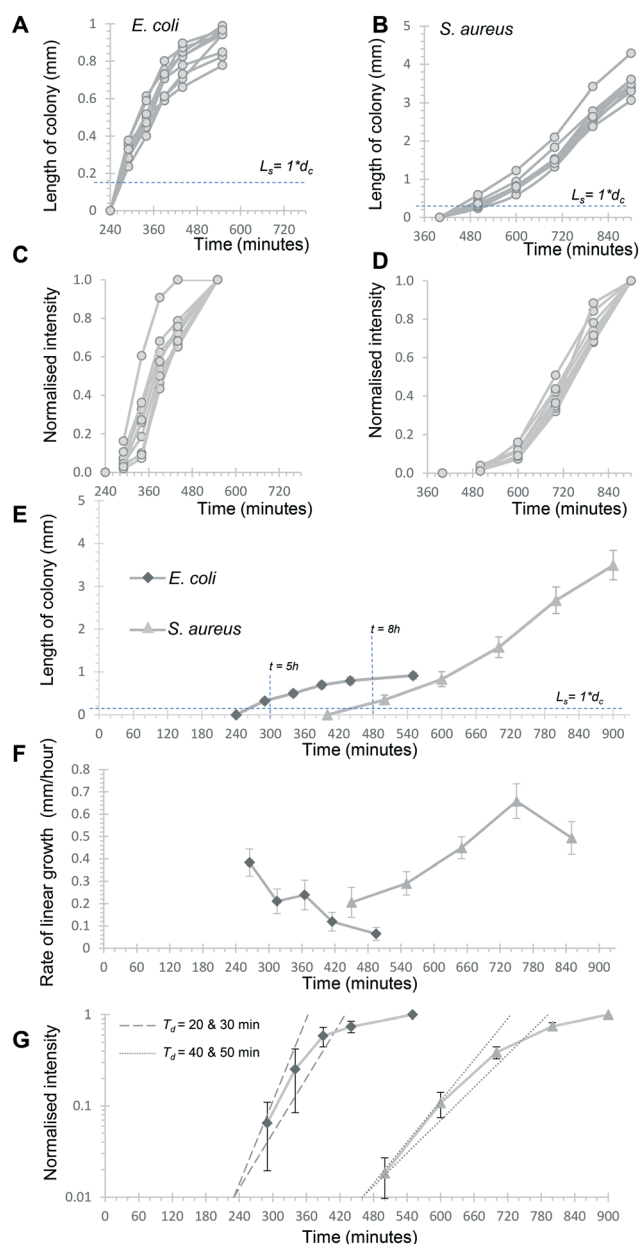 A
E. coli
B
S. aureus
Length of colony (mm)
1
0.8
0.6
0.4
0.2
0
Ls= 1*dc
240 360 480 600 720
Time (minutes)
Length of colony (mm)
5
4
3
2
1
0
Ls= 1*dc
360 480 600 720 840
Time (minutes)
C
Normalised intensity
1.0
0.8
0.6
0.4
0.2
0.0
240 360 480 600 720
Time (minutes)
D
Normalised intensity
1.0
0.8
0.6
0.4
0.2
0.0
360 480 600 720 840
Time (minutes)
E
Length of colony (mm)
5
4
3
2
1
0
E. coli
S. aureus
t = 5h
t = 8h
Ls= 1*dc
0 60 120 180 240 300 360 420 480 540 600 660 720 780 840 900
Time (minutes)
F
Rate of linear growth (mm/hour)
0.8
0.7
0.6
0.5
0.4
0.3
0.2
0.1
0
0 60 120 180 240 300 360 420 480 540 600 660 720 780 840 900
Time (minutes)
G
Normalised intensity
1
0.1
0.01
Td = 20 & 30 min
Td = 40 & 50 min
0 60 120 180 240 300 360 420 480 540 600 660 720 780 840 900
Time (minutes)